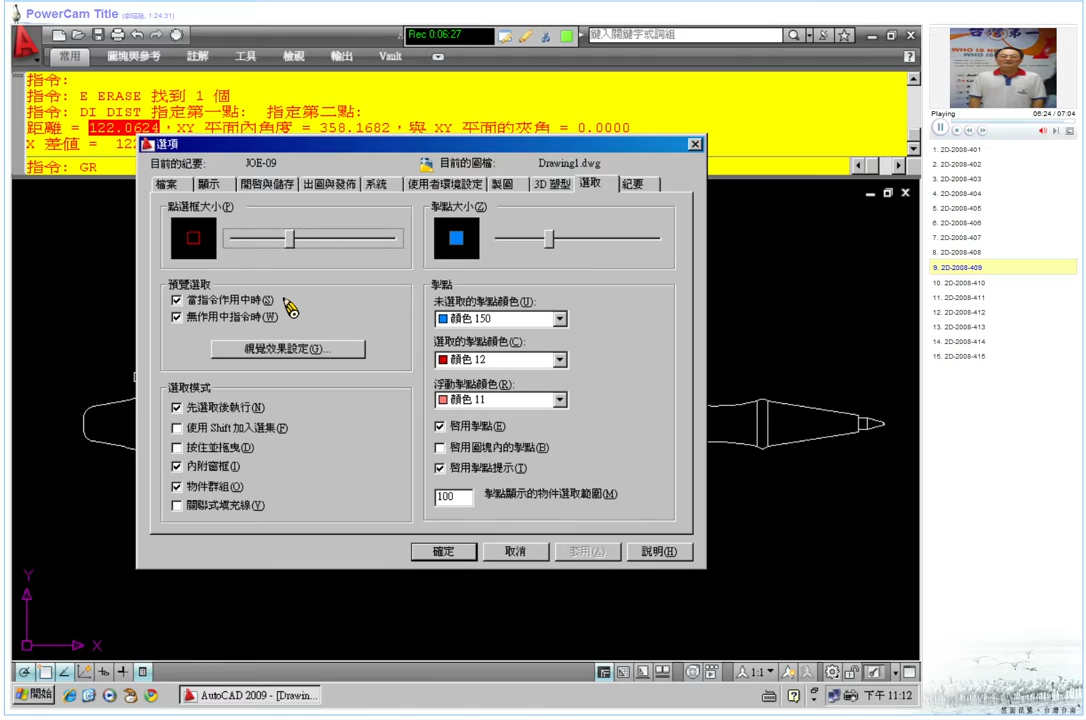 PowerCam Title
Rec 0:06:27
鍵入關鍵字或詞組
常用 圖塊與參考 註解 工具 檢視 輸出 Vault
指令:
指令: E ERASE 找到 1 個
指令: DI DIST 指定第一點: 指定第二點:
距離 = 122.0624，XY 平面內角度 = 358.1682，與 XY 平面的夾角 = 0.0000
X 差值 = 12
指令: GR
選項
目前的紀要: JOE-09 目前的圖檔: Drawing1.dwg
檔案 顯示 開啓與儲存 出圖與發佈 系統 使用者環境設定 製圖 3D 塑型 選取 紀要
點選框大小(P)
掣點大小(Z)
預覽選取
當指令作用中時(S)
無作用中指令時(W)
視覺效果設定(G)...
選取模式
先選取後執行(N)
使用 Shift 加入選集(F)
按住並拖曳(D)
內附窗框(I)
物件群組(O)
關聯式填充線(V)
掣點
未選取的掣點顏色(U):
顏色 150
選取的掣點顏色(C):
顏色 12
浮動掣點顏色(R):
顏色 11
啓用掣點(E)
啓用圖塊內的掣點(B)
啓用掣點提示(T)
100 掣點顯示的物件選取範圍(M)
確定 取消 套用(A) 說明(H)
Y
X
1:1
開始 AutoCAD 2009 - [Drawin... 下午 11:12
台灣第一
WHO IS N
Playing 06:24 / 07:04
1. 2D-2008-401
2. 2D-2008-402
3. 2D-2008-403
4. 2D-2008-404
5. 2D-2008-405
6. 2D-2008-406
7. 2D-2008-407
8. 2D-2008-408
9. 2D-2008-409
10. 2D-2008-410
11. 2D-2008-411
12. 2D-2008-412
13. 2D-2008-413
14. 2D-2008-414
15. 2D-2008-415